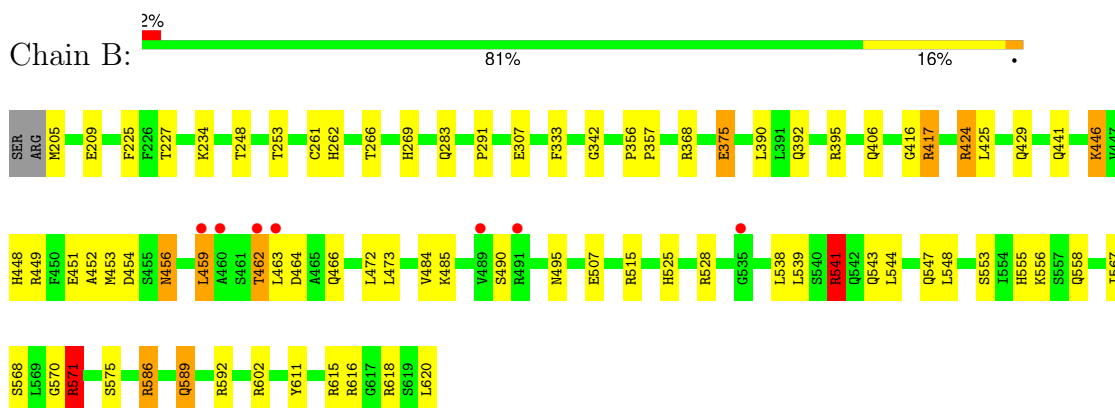 2%
Chain B:
81% 16% •
SER ARG M205 E209 F225 F226 T227 K234 T248 T253 C261 H262 T266 H269 Q283 P291 E307 F333 G342 P356 P357 R368 E375 L390 L391 Q392 R395 Q406 G416 R417 R424 L425 Q429 Q441 K446 V447
H448 R449 F450 E451 A452 M453 D454 S455 N456 L459 A460 S461 T462 L463 D464 A465 Q466 L472 L473 V484 K485 V489 S490 R491 N495 E507 R515 H525 R528 G535 L538 L539 S540 R541 Q542 Q543 L544 Q547 L548 S553 I554 H555 K556 S557 Q558 I567
S568 L569 G570 R571 S575 R586 Q589 R592 R602 Y611 R615 R616 G617 R618 S619 L620